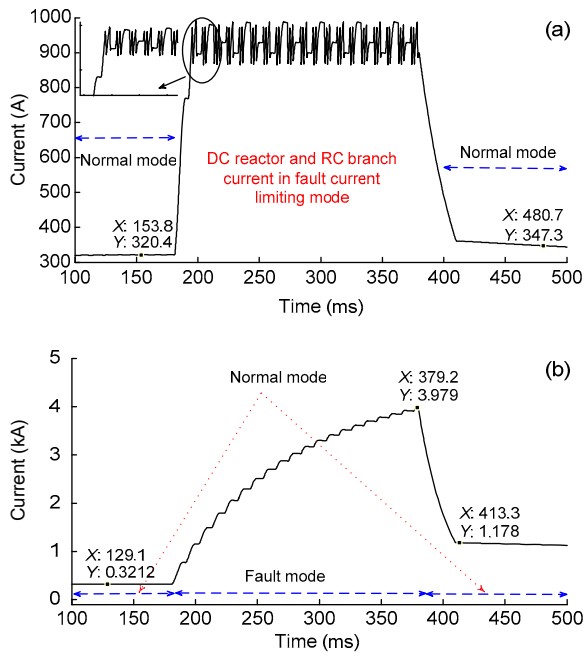 (a)
1000
900
800
700
600
500
400
300
Current (A)
Normal mode
DC reactor and RC branch
current in fault current
limiting mode
Normal mode
X: 153.8
Y: 320.4
X: 480.7
Y: 347.3
100 150 200 250 300 350 400 450 500
Time (ms)
(b)
5
4
3
2
1
0
Current (kA)
Normal mode
X: 379.2
Y: 3.979
X: 129.1
Y: 0.3212
X: 413.3
Y: 1.178
Fault mode
100 150 200 250 300 350 400 450 500
Time (ms)